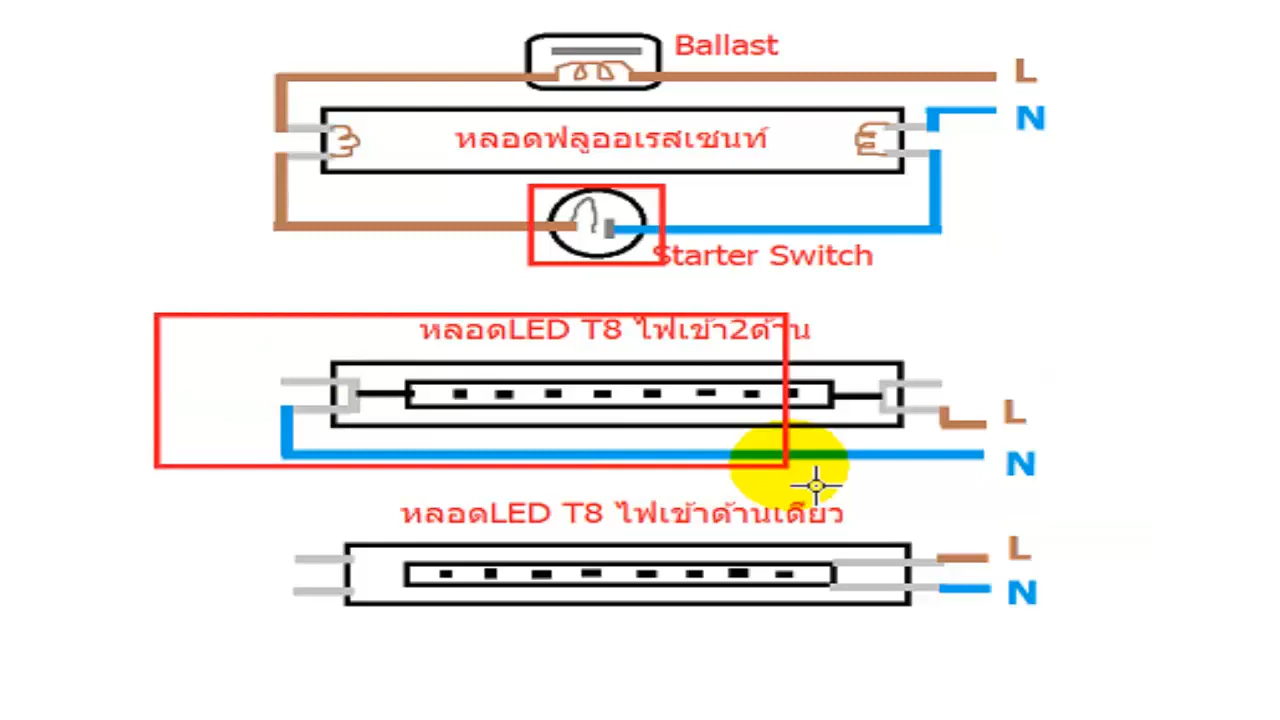 Ballast
L
N
หลอดฟลูออเรสเซนท์
Starter Switch
หลอดLED T8 ไฟเข้า2ด้าน
L
N
หลอดLED T8 ไฟเข้าด้านเดียว
L
N